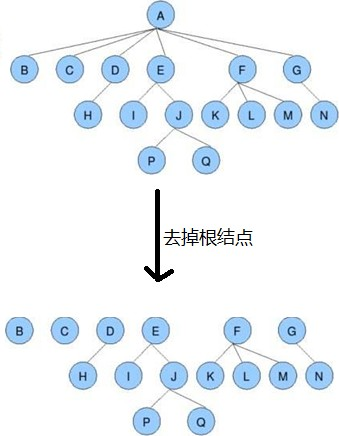 A
B C D E F G
H I J K L M N
P Q
去掉根结点
B C D E F G
H I J K L M N
P Q